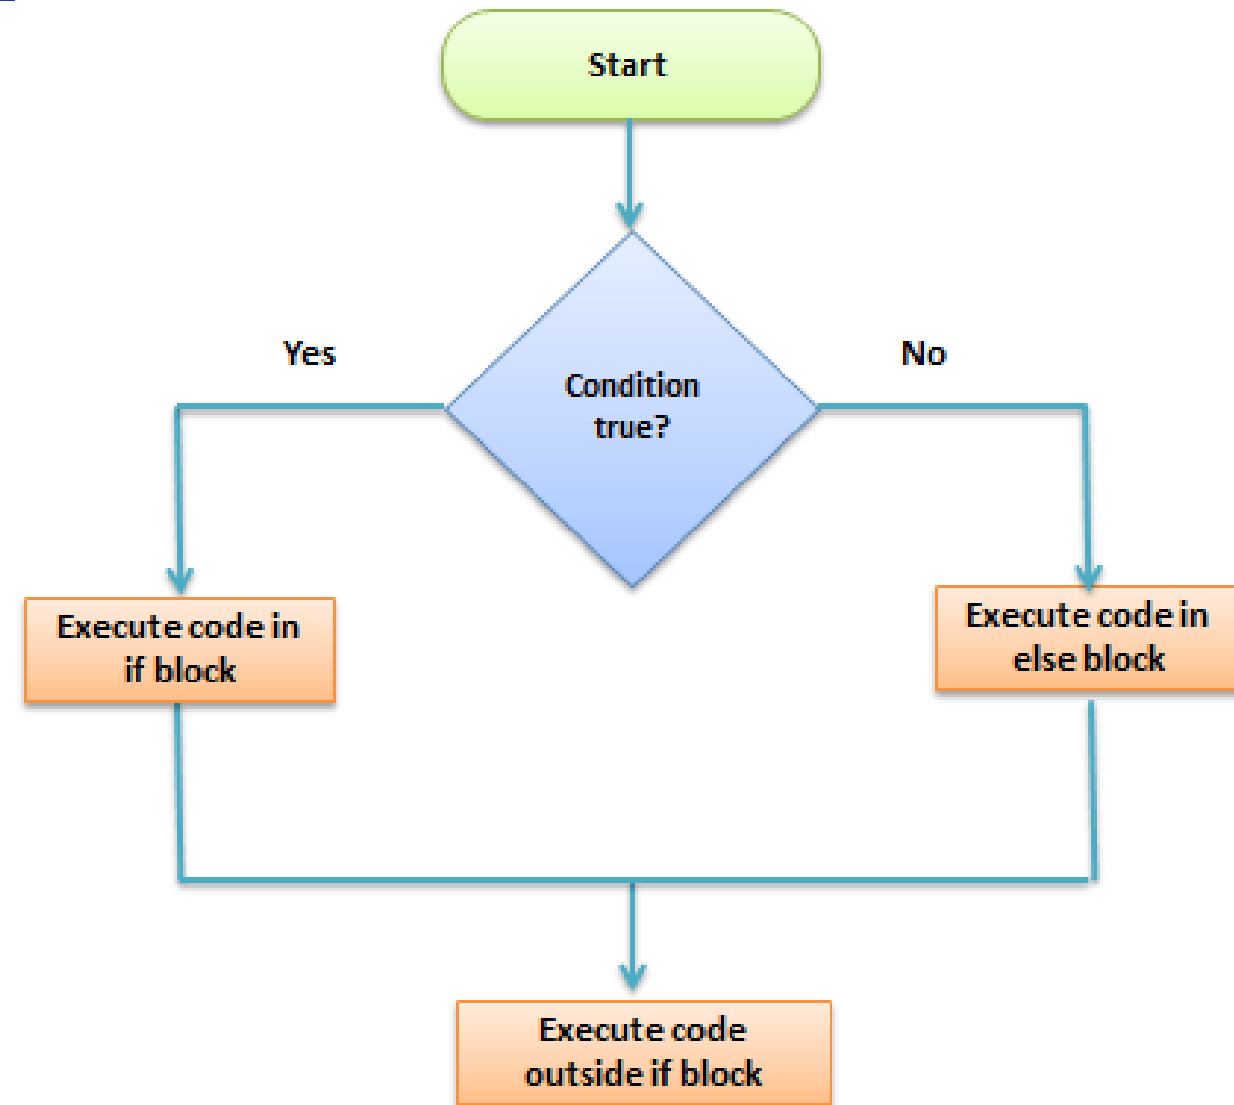 Start
Yes
No
Condition
true?
Execute code in
if block
Execute code in
else block
Execute code
outside if block